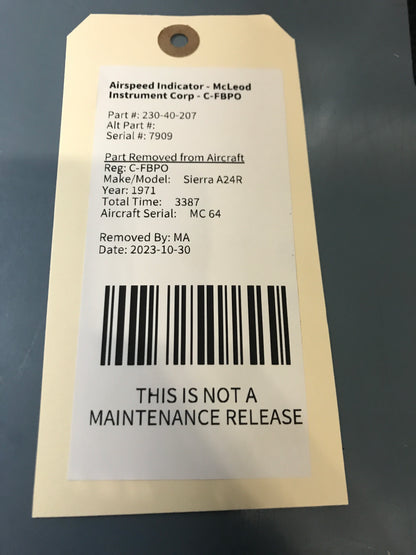 Airspeed Indicator - McLeod
Instrument Corp - C-FBPO
Part #: 230-40-207
Alt Part #:
Serial #: 7909
Part Removed from Aircraft
Reg: C-FBPO
Make/Model: Sierra A24R
Year: 1971
Total Time: 3387
Aircraft Serial: MC 64
Removed By: MA
Date: 2023-10-30
THIS IS NOT A
MAINTENANCE RELEASE